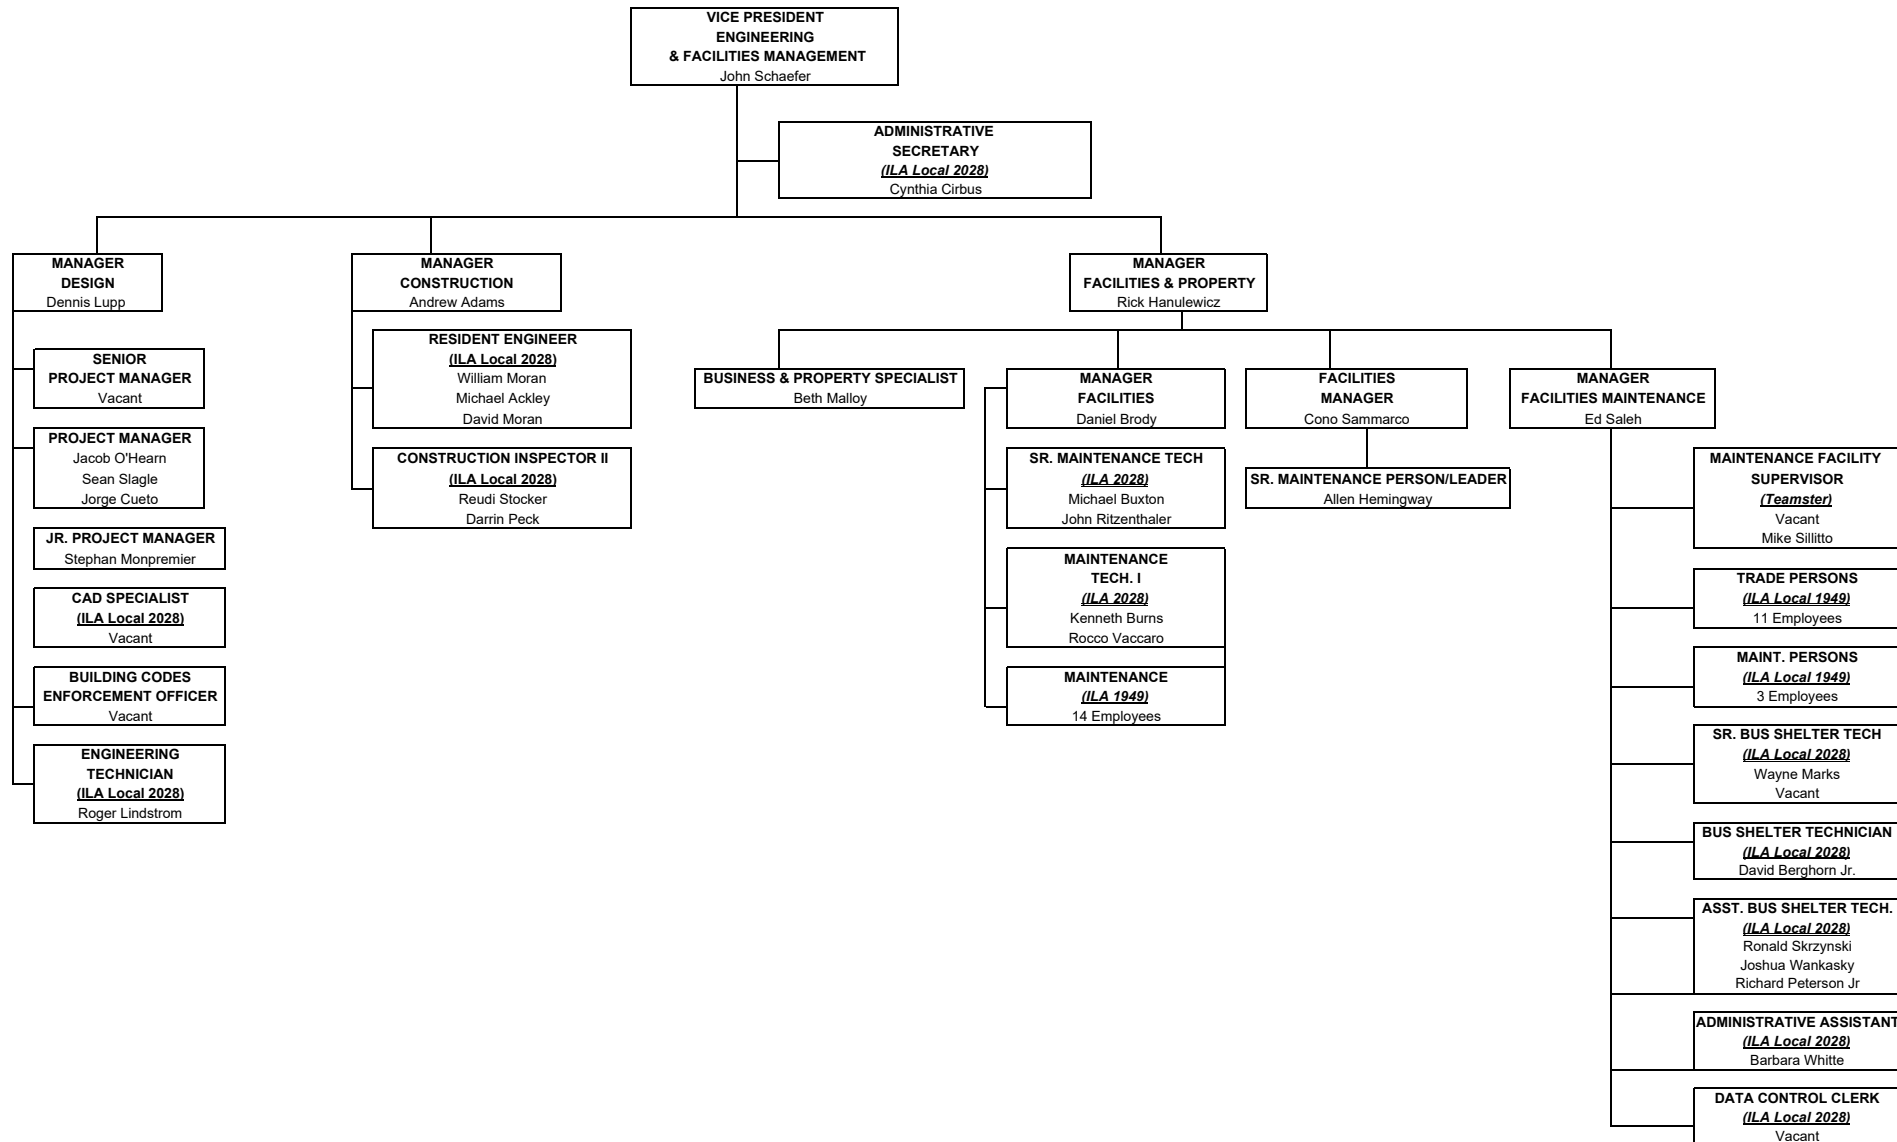 VICE PRESIDENT
ENGINEERING
& FACILITIES MANAGEMENT
John Schaefer
ADMINISTRATIVE
SECRETARY
(ILA Local 2028)
Cynthia Cirbus
MANAGER
DESIGN
Dennis Lupp
SENIOR
PROJECT MANAGER
Vacant
PROJECT MANAGER
Jacob O'Hearn
Sean Slagle
Jorge Cueto
JR. PROJECT MANAGER
Stephan Monpremier
CAD SPECIALIST
(ILA Local 2028)
Vacant
BUILDING CODES
ENFORCEMENT OFFICER
Vacant
ENGINEERING
TECHNICIAN
(ILA Local 2028)
Roger Lindstrom
MANAGER
CONSTRUCTION
Andrew Adams
RESIDENT ENGINEER
(ILA Local 2028)
William Moran
Michael Ackley
David Moran
CONSTRUCTION INSPECTOR II
(ILA Local 2028)
Reudi Stocker
Darrin Peck
MANAGER
FACILITIES & PROPERTY
Rick Hanulewicz
BUSINESS & PROPERTY SPECIALIST
Beth Malloy
MANAGER
FACILITIES
Daniel Brody
SR. MAINTENANCE TECH
(ILA 2028)
Michael Buxton
John Ritzenthaler
MAINTENANCE
TECH. I
(ILA 2028)
Kenneth Burns
Rocco Vaccaro
MAINTENANCE
(ILA 1949)
14 Employees
FACILITIES
MANAGER
Cono Sammarco
SR. MAINTENANCE PERSON/LEADER
Allen Hemingway
MANAGER
FACILITIES MAINTENANCE
Ed Saleh
MAINTENANCE FACILITY
SUPERVISOR
(Teamster)
Vacant
Mike Sillitto
TRADE PERSONS
(ILA Local 1949)
11 Employees
MAINT. PERSONS
(ILA Local 1949)
3 Employees
SR. BUS SHELTER TECH
(ILA Local 2028)
Wayne Marks
Vacant
BUS SHELTER TECHNICIAN
(ILA Local 2028)
David Berghorn Jr.
ASST. BUS SHELTER TECH.
(ILA Local 2028)
Ronald Skrzynski
Joshua Wankasky
Richard Peterson Jr
ADMINISTRATIVE ASSISTANT
(ILA Local 2028)
Barbara Whitte
DATA CONTROL CLERK
(ILA Local 2028)
Vacant